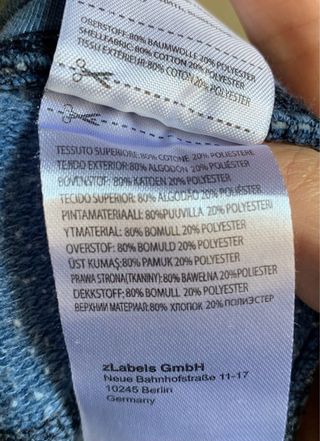 OBERSTOFF: 80% BAUMWOLLE 20% POLYESTER
SHELLFABRIC: 80% COTTON 20% POLYESTER
TISSU EXTÉRIEUR: 80% COTON 20% POLYESTER
TESSUTO SUPERIORE: 80% COTONE 20% POLIESTERE
TEJIDO EXTERIOR: 80% ALGODÓN 20% POLIÉSTER
BOVENSTOF: 80% KATOEN 20% POLYESTER
TECIDO SUPERIOR: 80% ALGODÃO 20% POLIÉSTER
PINTAMATERIAALI: 80%PUUVILLA 20% POLYESTERI
YTMATERIAL: 80% BOMULL 20% POLYESTER
OVERSTOF: 80% BOMULD 20% POLYESTER
ÜST KUMAŞ: 80% PAMUK 20% POLYESTER
PRAWA STRONA(TKANINY): 80% BAWEŁNA 20%POLIESTER
DEKKSTOFF: 80% BOMULL 20% POLYESTER
ВЕРХНИЙ МАТЕРИАЛ: 80% ХЛОПОК 20% ПОЛИЭСТЕР
zLabels GmbH
Neue Bahnhofstraße 11-17
10245 Berlin
Germany